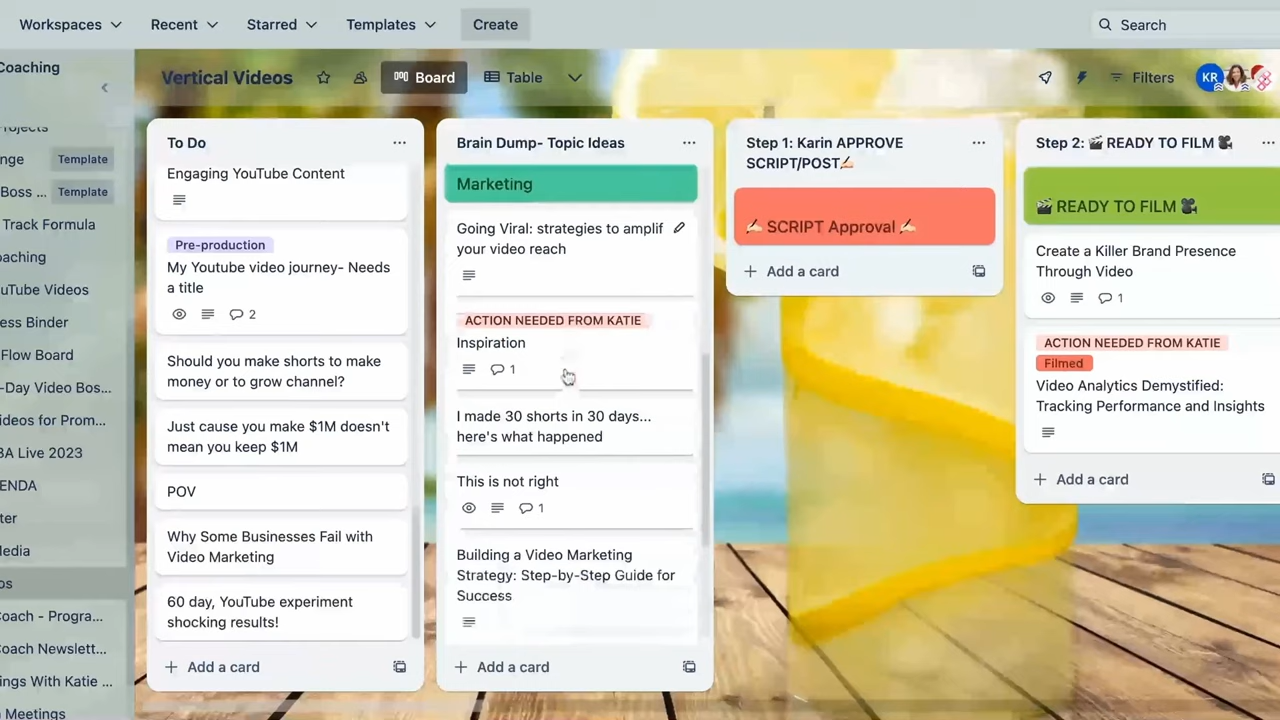 Workspaces
Recent
Starred
Templates
Create
Search
Coaching
Vertical Videos
Board
Table
Filters
KR
Projects
nge
Template
Boss ...
Template
Track Formula
oaching
uTube Videos
ess Binder
Flow Board
-Day Video Bos...
ideos for Prom...
BA Live 2023
ENDA
ter
Media
os
Coach - Progra...
Coach Newslett...
ings With Katie ...
Meetings
To Do
Engaging YouTube Content
Pre-production
My Youtube video journey- Needs
a title
2
Should you make shorts to make
money or to grow channel?
Just cause you make $1M doesn't
mean you keep $1M
POV
Why Some Businesses Fail with
Video Marketing
60 day, YouTube experiment
shocking results!
Add a card
Brain Dump- Topic Ideas
Marketing
Going Viral: strategies to amplif
your video reach
ACTION NEEDED FROM KATIE
Inspiration
1
I made 30 shorts in 30 days...
here's what happened
This is not right
1
Building a Video Marketing
Strategy: Step-by-Step Guide for
Success
Add a card
Step 1: Karin APPROVE
SCRIPT/POST✍🏻
✍🏻 SCRIPT Approval ✍🏻
Add a card
Step 2: 🎬 READY TO FILM 🎥
🎬 READY TO FILM 🎥
Create a Killer Brand Presence
Through Video
1
ACTION NEEDED FROM KATIE
Filmed
Video Analytics Demystified:
Tracking Performance and Insights
Add a card